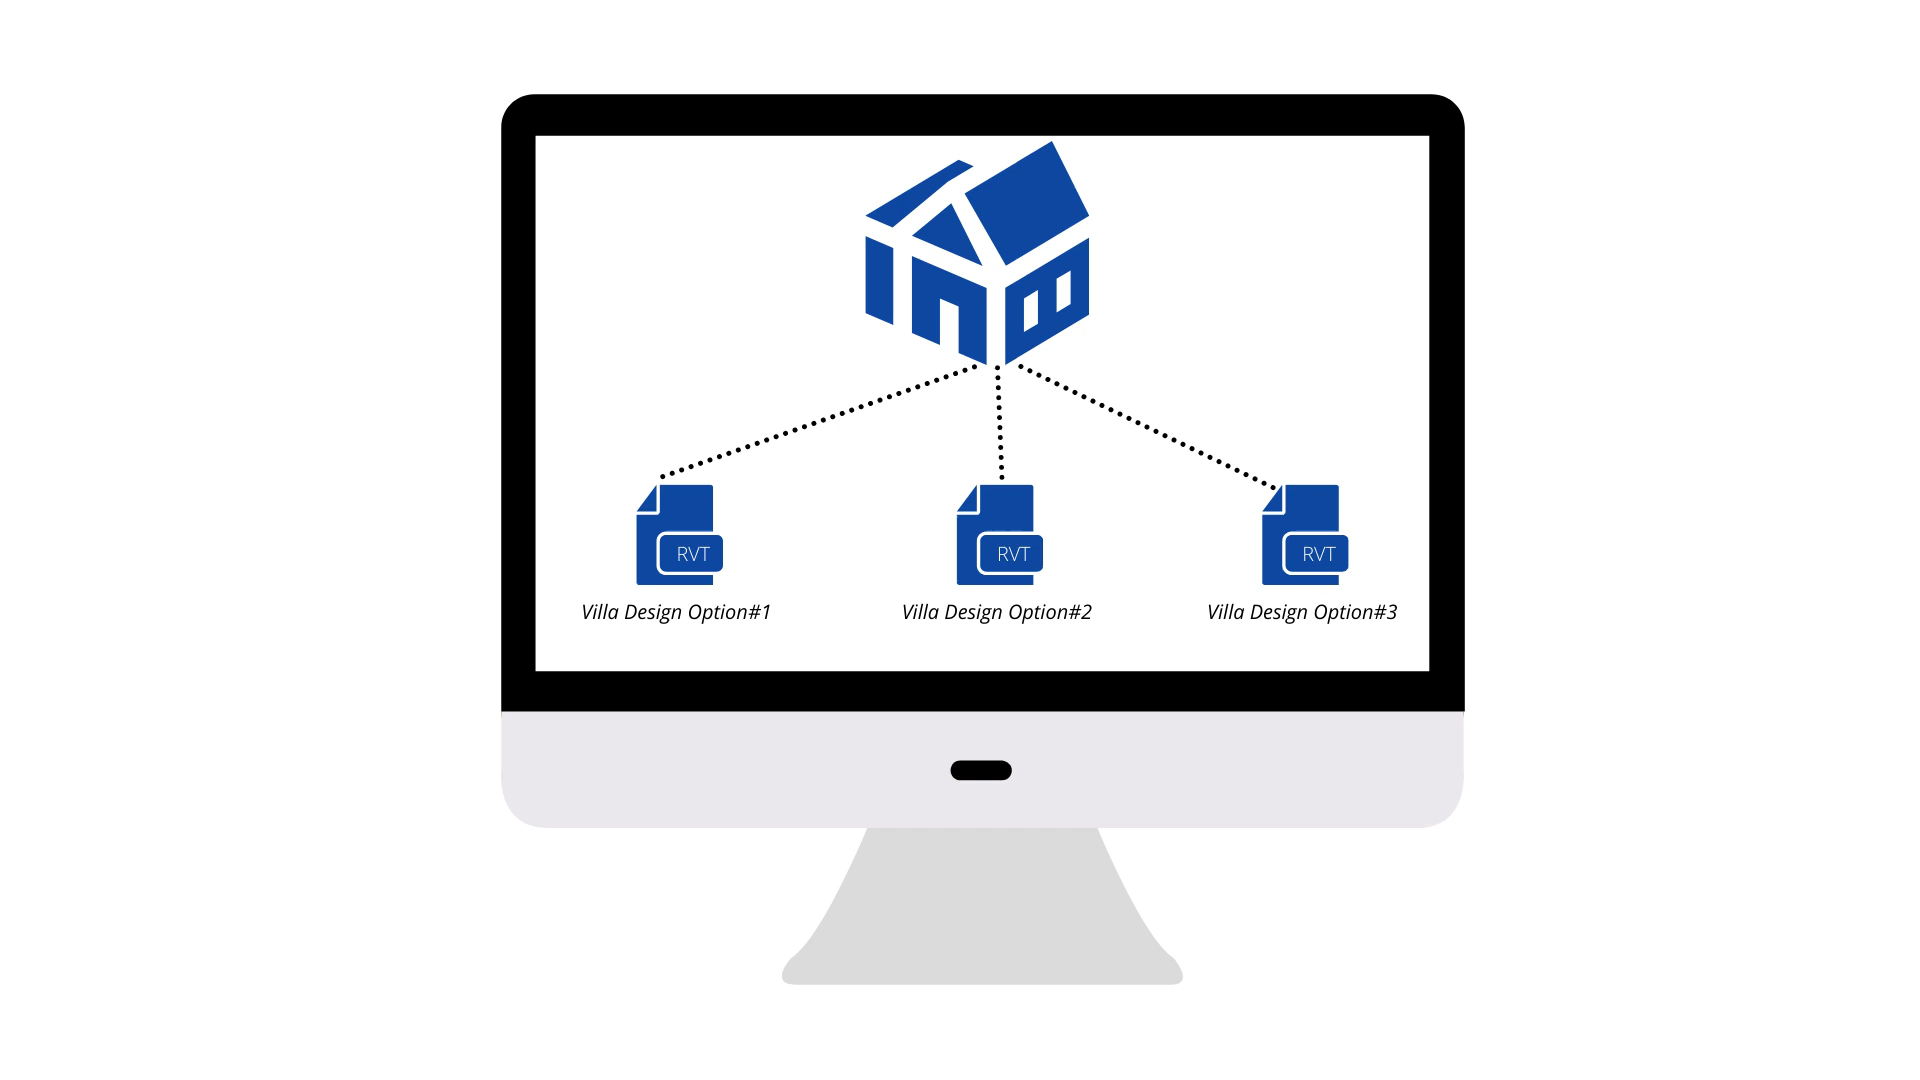 RVT
RVT
RVT
Villa Design Option#1
Villa Design Option#2
Villa Design Option#3